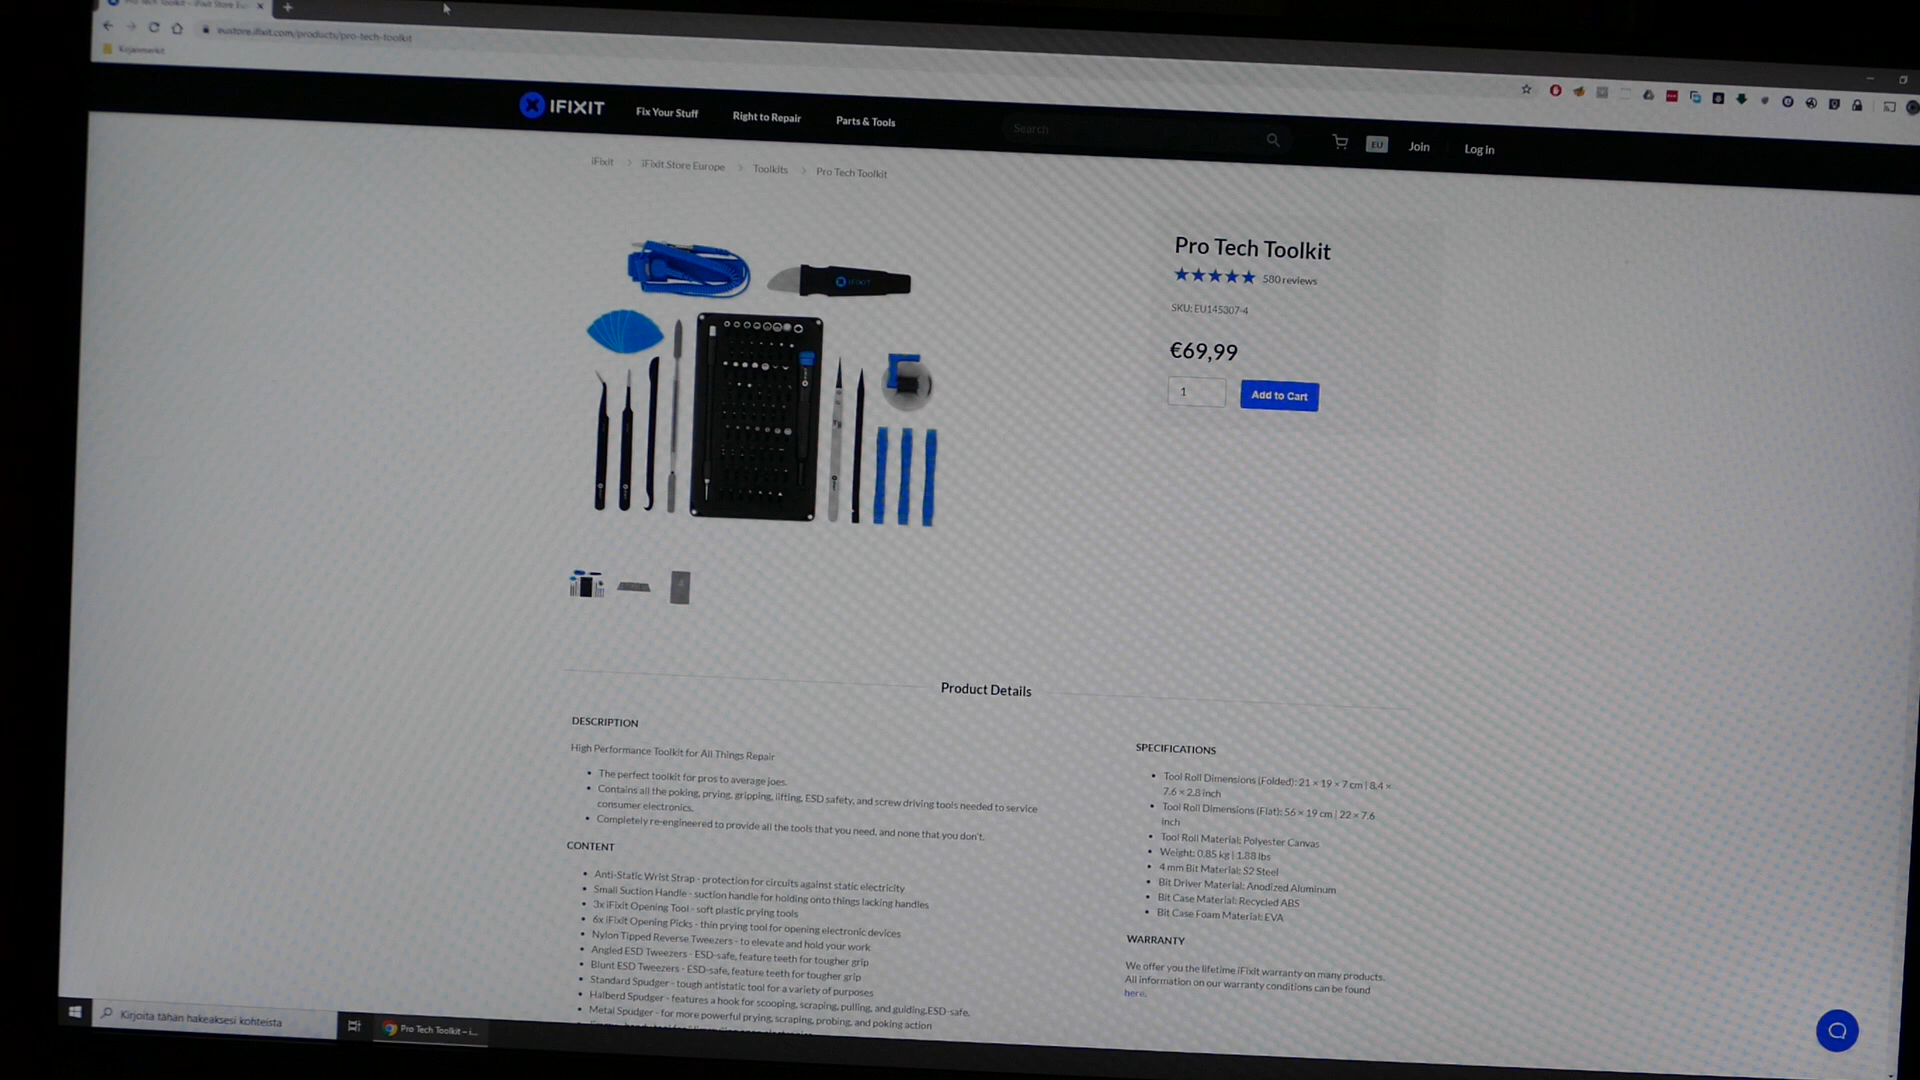 Pro Tech Toolkit – iFixit Store Eu
eustore.ifixit.com/products/pro-tech-toolkit
Kirjanmerkit
IFIXIT
Fix Your Stuff
Right to Repair
Parts & Tools
Search
EU
Join
Log in
iFixit > iFixit Store Europe > Toolkits > Pro Tech Toolkit
IFIXIT
Pro Tech Toolkit
580 reviews
SKU: EU145307-4
€69,99
1
Add to Cart
Product Details
DESCRIPTION
High Performance Toolkit for All Things Repair
• The perfect toolkit for pros to average joes.
• Contains all the poking, prying, gripping, lifting, ESD safety, and screw driving tools needed to service
consumer electronics.
• Completely re-engineered to provide all the tools that you need, and none that you don't.
CONTENT
• Anti-Static Wrist Strap - protection for circuits against static electricity
• Small Suction Handle - suction handle for holding onto things lacking handles
• 3x iFixit Opening Tool - soft plastic prying tools
• 6x iFixit Opening Picks - thin prying tool for opening electronic devices
• Nylon Tipped Reverse Tweezers - to elevate and hold your work
• Angled ESD Tweezers - ESD-safe, feature teeth for tougher grip
• Blunt ESD Tweezers - ESD-safe, feature teeth for tougher grip
• Standard Spudger - tough antistatic tool for a variety of purposes
• Halberd Spudger - features a hook for scooping, scraping, pulling, and guiding.ESD-safe.
• Metal Spudger - for more powerful prying, scraping, probing, and poking action
SPECIFICATIONS
• Tool Roll Dimensions (Folded): 21 × 19 × 7 cm | 8.4 ×
7.6 × 2.8 inch
• Tool Roll Dimensions (Flat): 56 × 19 cm | 22 × 7.6
inch
• Tool Roll Material: Polyester Canvas
• Weight: 0.85 kg | 1.88 lbs
• 4 mm Bit Material: S2 Steel
• Bit Driver Material: Anodized Aluminum
• Bit Case Material: Recycled ABS
• Bit Case Foam Material: EVA
WARRANTY
We offer you the lifetime iFixit warranty on many products.
All information on our warranty conditions can be found
here.
Kirjoita tähän hakeaksesi kohteista
Pro Tech Toolkit – i...